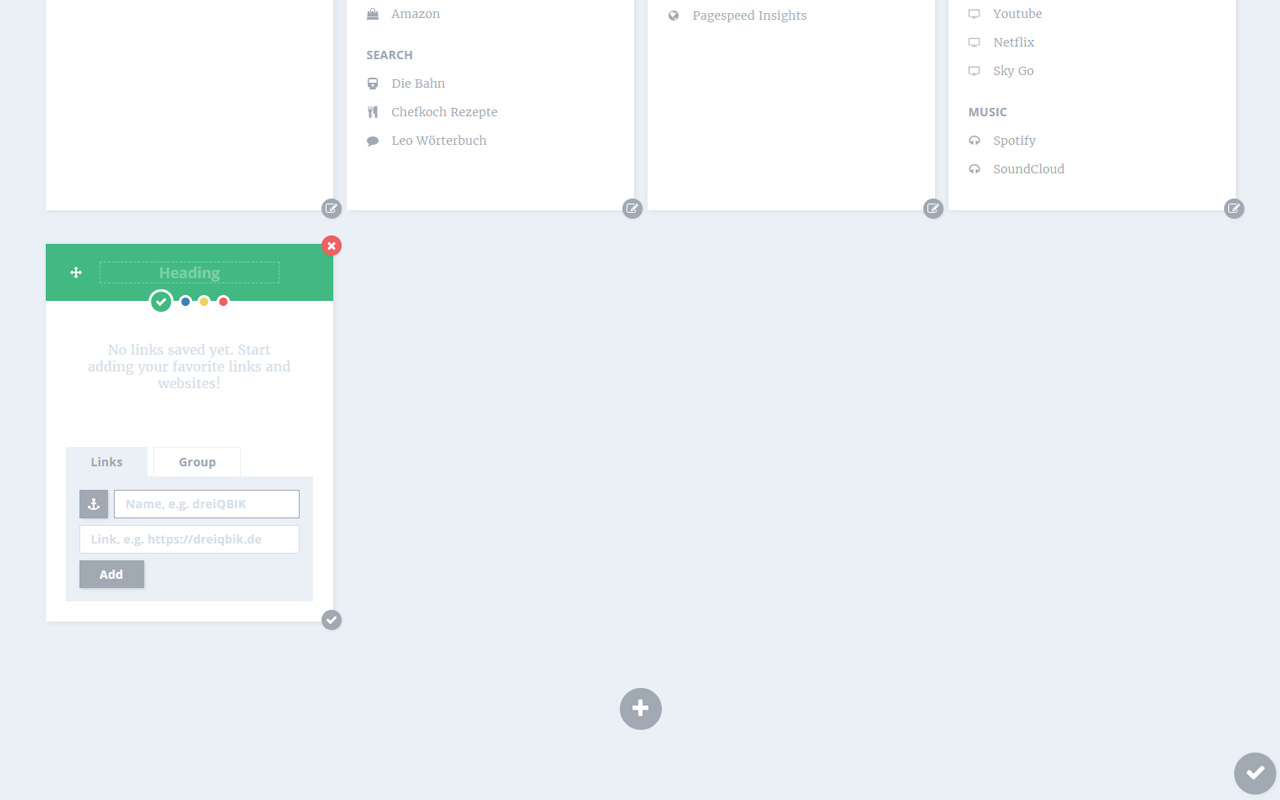 Amazon
SEARCH
Die Bahn
Chefkoch Rezepte
Leo Wörterbuch
Pagespeed Insights
Youtube
Netflix
Sky Go
MUSIC
Spotify
SoundCloud
Heading
No links saved yet. Start
adding your favorite links and
websites!
Links
Group
Name, e.g. dreiQBIK
Link, e.g. https://dreiqbik.de
Add